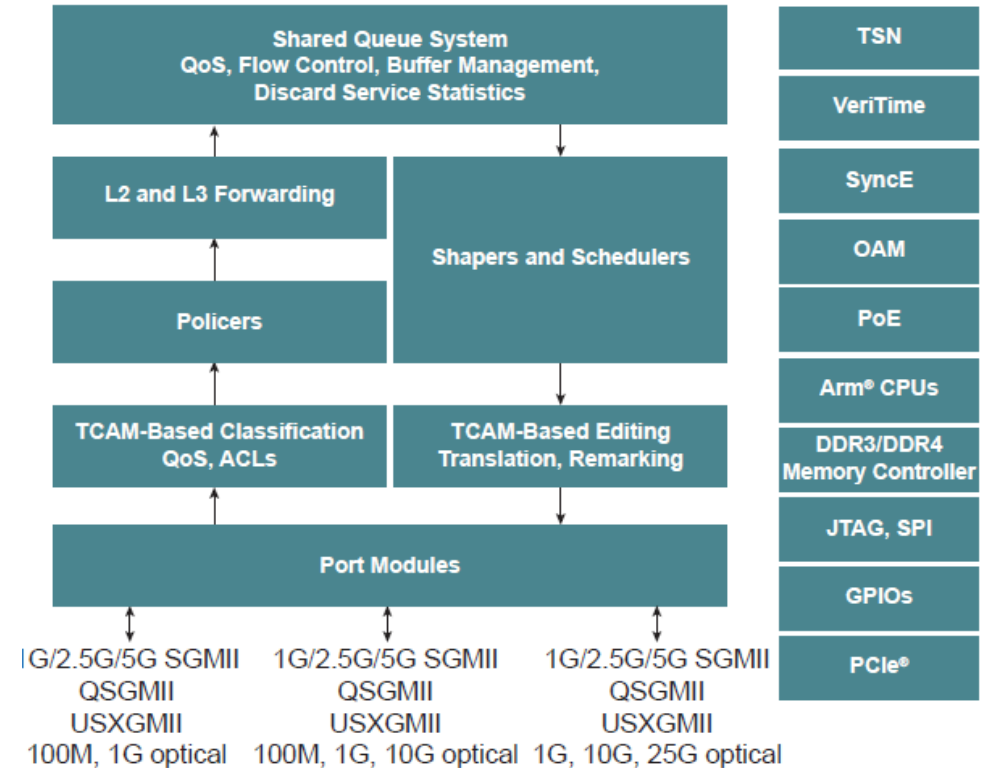 Shared Queue System
QoS, Flow Control, Buffer Management,
Discard Service Statistics
L2 and L3 Forwarding
Shapers and Schedulers
Policers
TCAM-Based Classification
QoS, ACLs
TCAM-Based Editing
Translation, Remarking
Port Modules
1G/2.5G/5G SGMII
QSGMII
USXGMII
100M, 1G optical
1G/2.5G/5G SGMII
QSGMII
USXGMII
100M, 1G, 10G optical
1G/2.5G/5G SGMII
QSGMII
USXGMII
1G, 10G, 25G optical
TSN
VeriTime
SyncE
OAM
PoE
Arm® CPUs
DDR3/DDR4
Memory Controller
JTAG, SPI
GPIOs
PCIe®